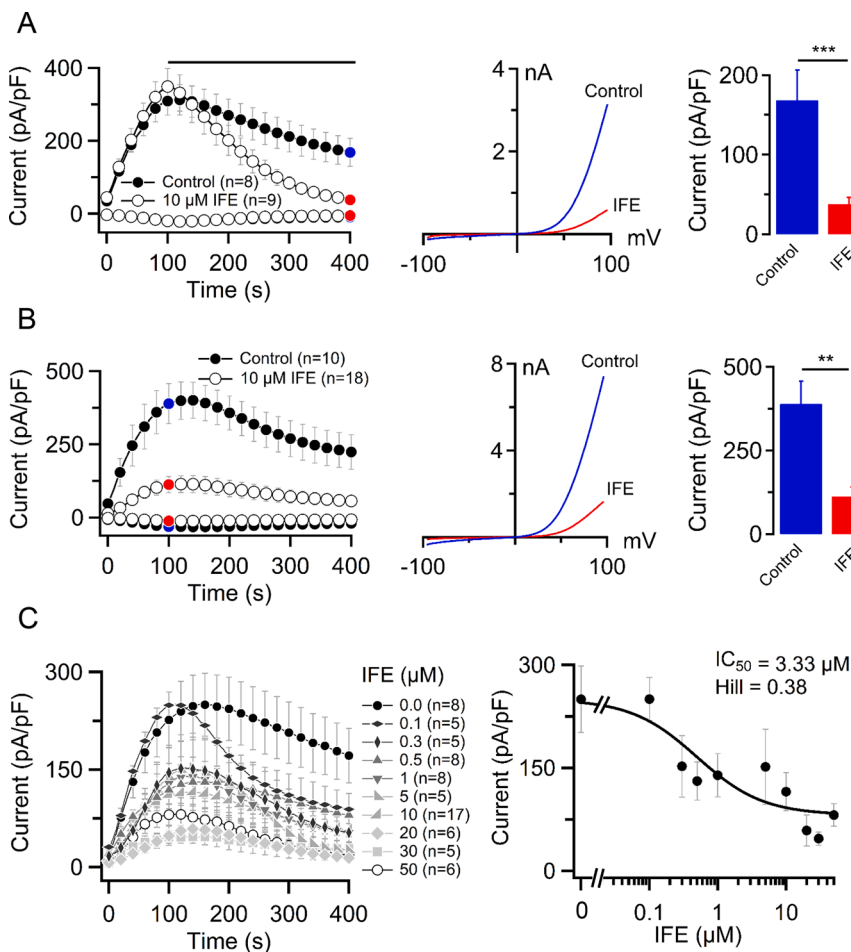 A
Current (pA/pF)
400
200
0
Control (n=8)
10 µM IFE (n=9)
0 100 200 300 400
Time (s)
nA
4
2
0
Control
IFE
mV
-100 100
Current (pA/pF)
200
100
0
***
Control IFE
B
Current (pA/pF)
500
250
0
Control (n=10)
10 µM IFE (n=18)
0 100 200 300 400
Time (s)
nA
8
4
0
Control
IFE
mV
-100 100
Current (pA/pF)
500
250
0
**
Control IFE
C
Current (pA/pF)
300
150
0
0 100 200 300 400
Time (s)
IFE (µM)
0.0 (n=8)
0.1 (n=5)
0.3 (n=5)
0.5 (n=8)
1 (n=8)
5 (n=5)
10 (n=17)
20 (n=6)
30 (n=5)
50 (n=6)
Current (pA/pF)
300
150
0
IC50 = 3.33 µM
Hill = 0.38
0 0.1 1 10
IFE (µM)